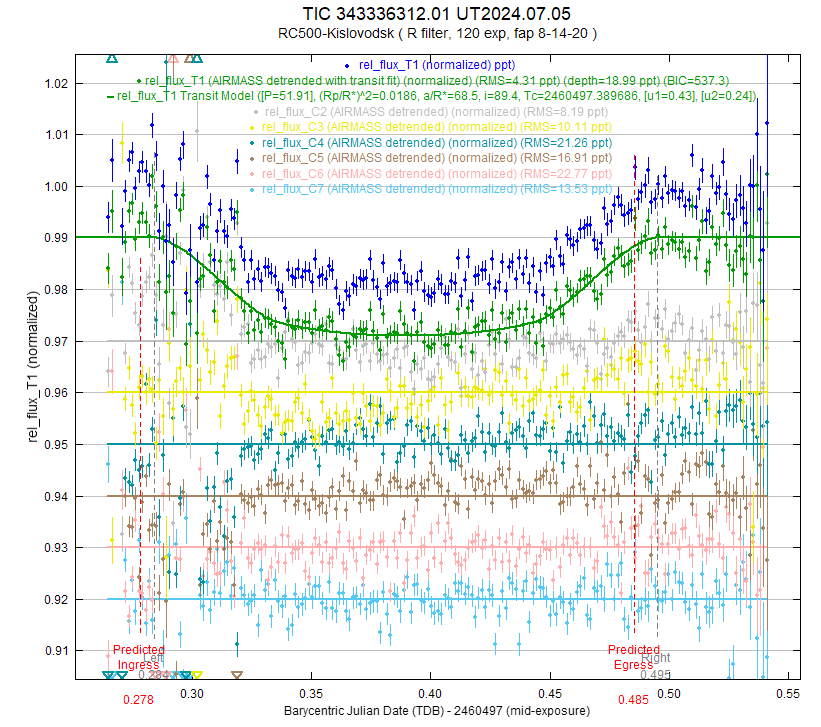 TIC 343336312.01 UT2024.07.05
RC500-Kislovodsk ( R filter, 120 exp, fap 8-14-20 )
rel_flux_T1 (normalized) ppt)
rel_flux_T1 (AIRMASS detrended with transit fit) (normalized) (RMS=4.31 ppt) (depth=18.99 ppt) (BIC=537.3)
rel_flux_T1 Transit Model ([P=51.91], (Rp/R*)^2=0.0186, a/R*=68.5, i=89.4, Tc=2460497.389686, [u1=0.43], [u2=0.24])
rel_flux_C2 (AIRMASS detrended) (normalized) (RMS=8.19 ppt)
rel_flux_C3 (AIRMASS detrended) (normalized) (RMS=10.11 ppt)
rel_flux_C4 (AIRMASS detrended) (normalized) (RMS=21.26 ppt)
rel_flux_C5 (AIRMASS detrended) (normalized) (RMS=16.91 ppt)
rel_flux_C6 (AIRMASS detrended) (normalized) (RMS=22.77 ppt)
rel_flux_C7 (AIRMASS detrended) (normalized) (RMS=13.53 ppt)
rel_flux_T1 (normalized)
1.02
1.01
1.00
0.99
0.98
0.97
0.96
0.95
0.94
0.93
0.92
0.91
Predicted
Ingress
0.278
Left
0.284
Predicted
Egress
0.485
Right
0.495
0.30
0.35
0.40
0.45
0.50
0.55
Barycentric Julian Date (TDB) - 2460497 (mid-exposure)